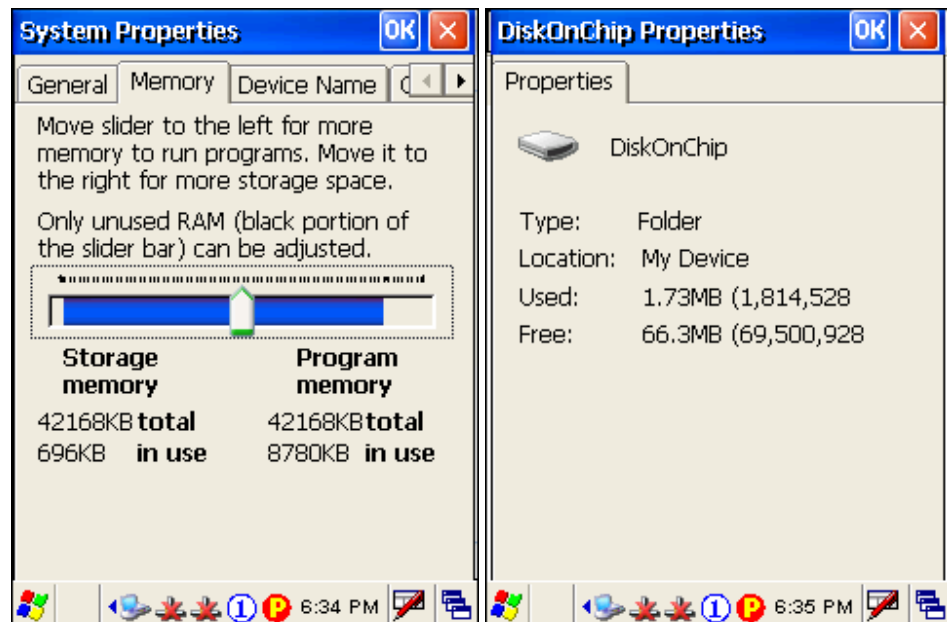 System Properties OK
General Memory Device Name
Move slider to the left for more
memory to run programs. Move it to
the right for more storage space.
Only unused RAM (black portion of
the slider bar) can be adjusted.
Storage memory Program memory
42168KB total 42168KB total
696KB in use 8780KB in use
1 P 6:34 PM
DiskOnChip Properties OK
Properties
DiskOnChip
Type: Folder
Location: My Device
Used: 1.73MB (1,814,528
Free: 66.3MB (69,500,928
1 P 6:35 PM